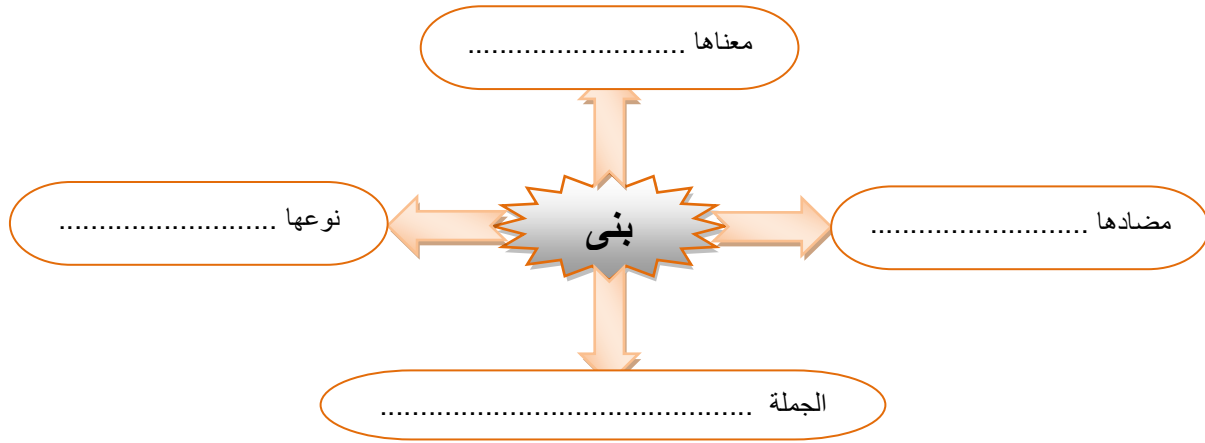 معناها ...........................
مضادها ...........................
بنى
نوعها ...........................
الجملة ..............................................